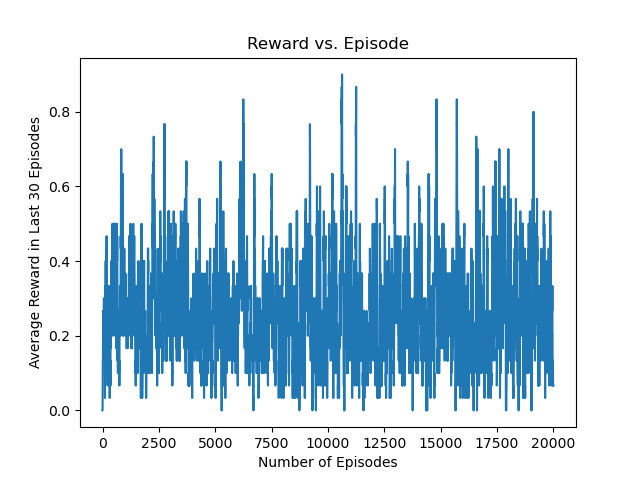 Reward vs. Episode
Average Reward in Last 30 Episodes
0.8
0.6
0.4
0.2
0.0
0 2500 5000 7500 10000 12500 15000 17500 20000
Number of Episodes